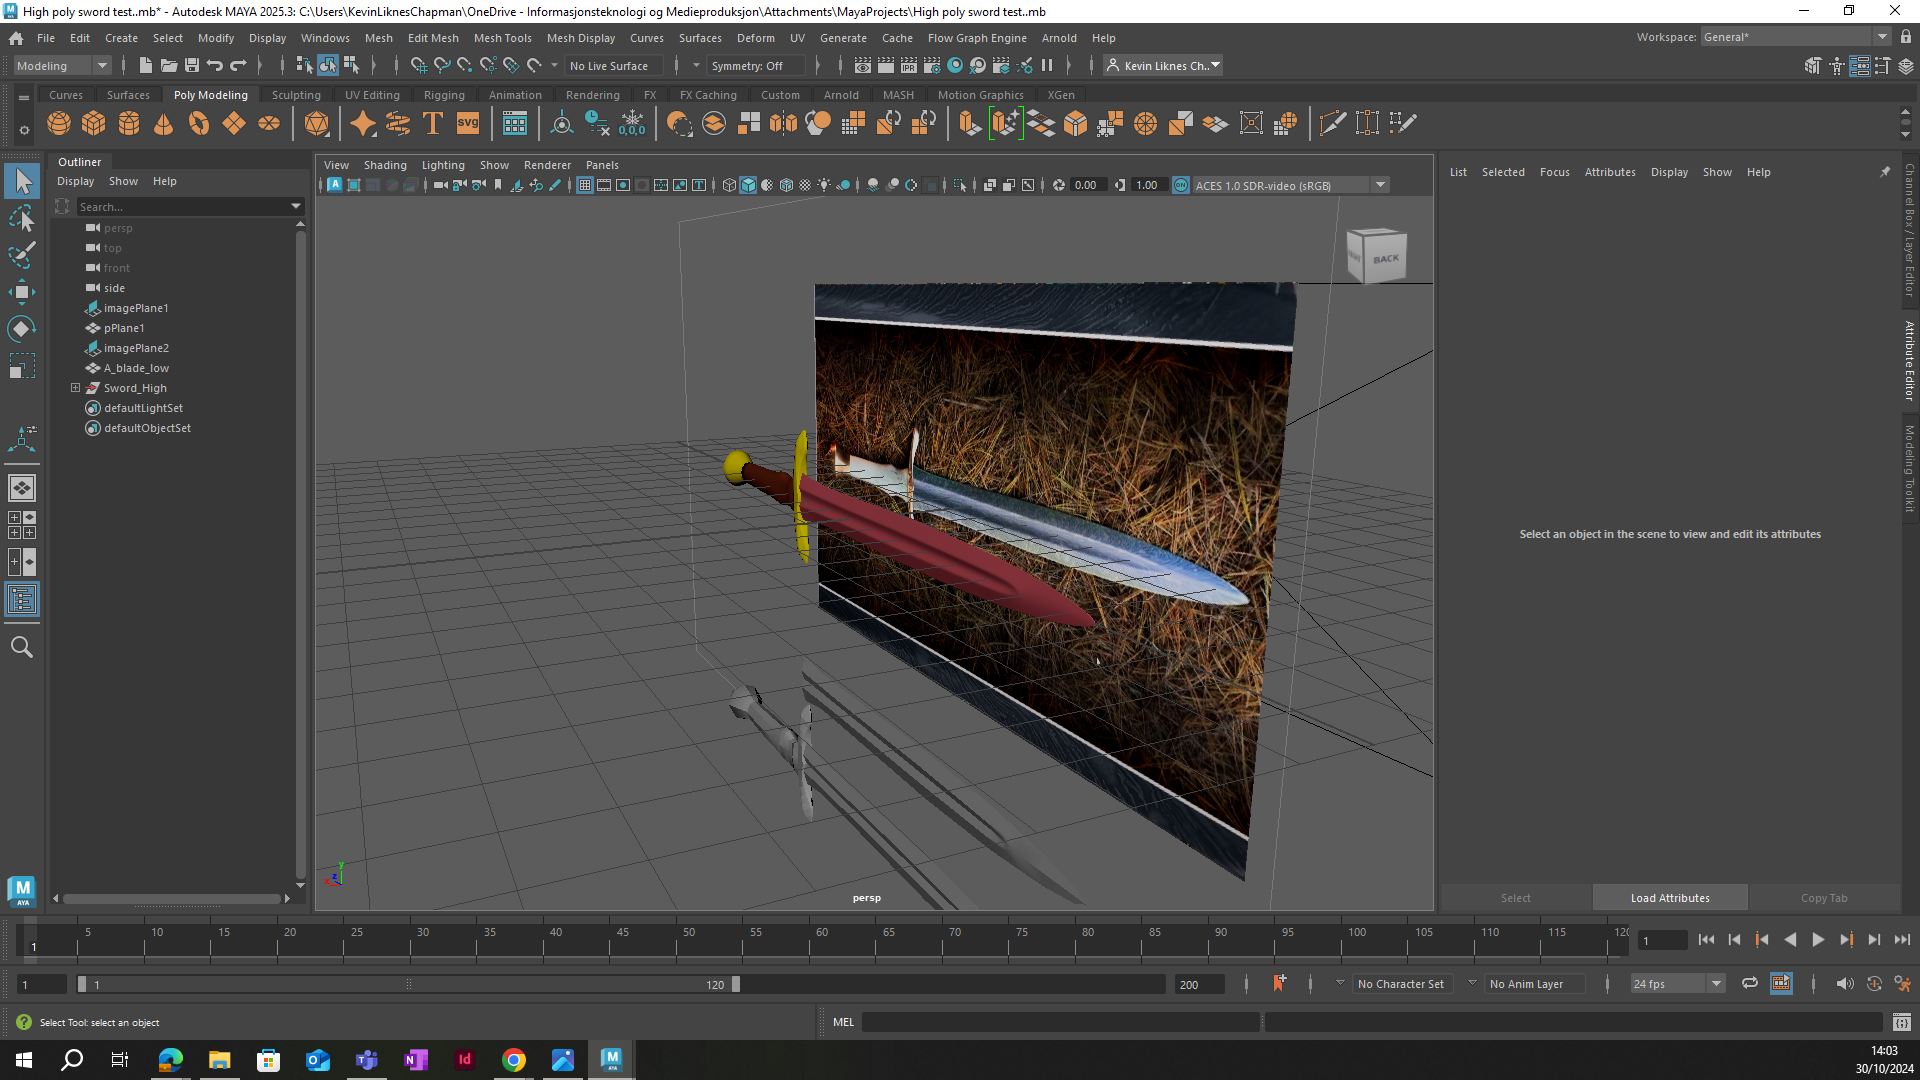 High poly sword test..mb* - Autodesk MAYA 2025.3: C:\Users\KevinLiknesChapman\OneDrive - Informasjonsteknologi og Medieproduksjon\Attachments\MayaProjects\High poly sword test..mb
File Edit Create Select Modify Display Windows Mesh Edit Mesh Mesh Tools Mesh Display Curves Surfaces Deform UV Generate Cache Flow Graph Engine Arnold Help
Workspace: General*
Modeling No Live Surface Symmetry: Off Kevin Liknes Ch..
Curves Surfaces Poly Modeling Sculpting UV Editing Rigging Animation Rendering FX FX Caching Custom Arnold MASH Motion Graphics XGen
T SVG 0,0,0
Outliner
Display Show Help
Search...
persp
top
front
side
imagePlane1
pPlane1
imagePlane2
A_blade_low
Sword_High
defaultLightSet
defaultObjectSet
View Shading Lighting Show Renderer Panels
0.00 1.00 ACES 1.0 SDR-video (sRGB)
BACK
persp
y
z
x
List Selected Focus Attributes Display Show Help
Select an object in the scene to view and edit its attributes
Select Load Attributes Copy Tab
Channel Box / Layer Editor
Attribute Editor
Modeling Toolkit
M
AYA
1 5 10 15 20 25 30 35 40 45 50 55 60 65 70 75 80 85 90 95 100 105 110 115 120
1
1 1 120 200 No Character Set No Anim Layer 24 fps
Select Tool: select an object
MEL
14:03
30/10/2024